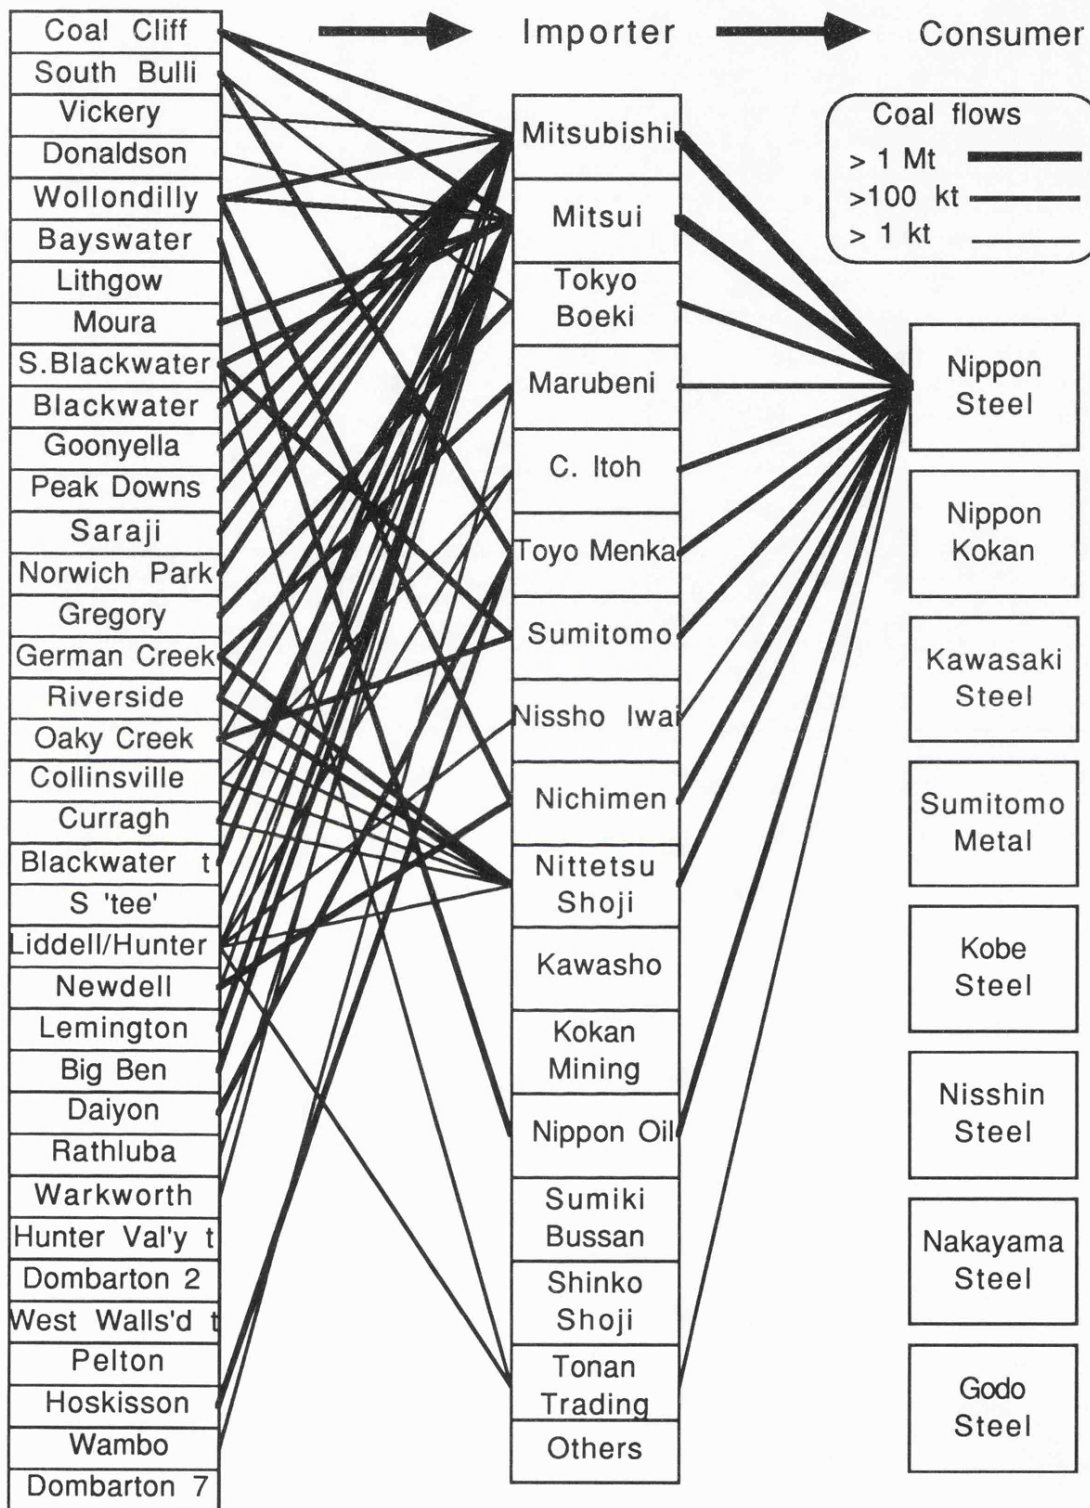 Coal Cliff
South Bulli
Vickery
Donaldson
Wollondilly
Bayswater
Lithgow
Moura
S.Blackwater
Blackwater
Goonyella
Peak Downs
Saraji
Norwich Park
Gregory
German Creek
Riverside
Oaky Creek
Collinsville
Curragh
Blackwater t
S 'tee'
Liddell/Hunter
Newdell
Lemington
Big Ben
Daiyon
Rathluba
Warkworth
Hunter Val'y t
Dombarton 2
West Walls'd t
Pelton
Hoskisson
Wambo
Dombarton 7
Importer
Mitsubishi
Mitsui
Tokyo
Boeki
Marubeni
C. Itoh
Toyo Menka
Sumitomo
Nissho Iwai
Nichimen
Nittetsu
Shoji
Kawasho
Kokan
Mining
Nippon Oil
Sumiki
Bussan
Shinko
Shoji
Tonan
Trading
Others
Consumer
Coal flows
> 1 Mt
>100 kt
> 1 kt
Nippon
Steel
Nippon
Kokan
Kawasaki
Steel
Sumitomo
Metal
Kobe
Steel
Nisshin
Steel
Nakayama
Steel
Godo
Steel